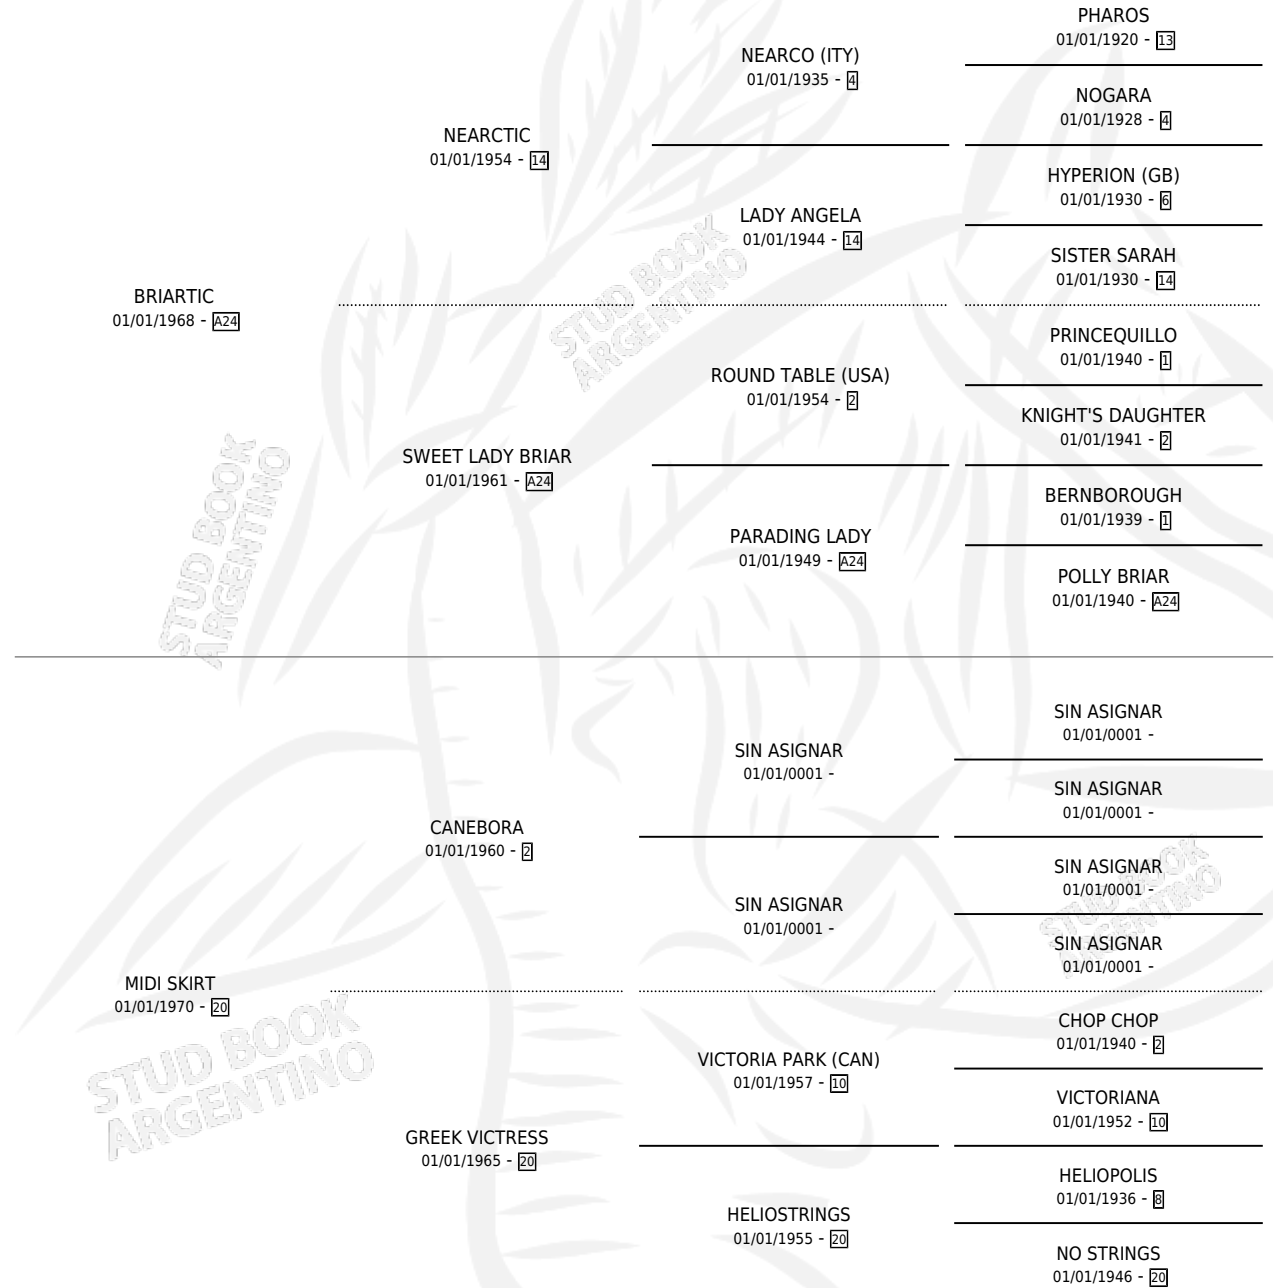 PHAROS
01/01/1920 - 13
NEARCO (ITY)
01/01/1935 - 4
NOGARA
01/01/1928 - 4
NEARCTIC
01/01/1954 - 14
HYPERION (GB)
01/01/1930 - 6
LADY ANGELA
01/01/1944 - 14
SISTER SARAH
01/01/1930 - 14
STUD BOOK
ARGENTINO
BRIARTIC
01/01/1968 - A24
PRINCEQUILLO
01/01/1940 - 1
ROUND TABLE (USA)
01/01/1954 - 2
KNIGHT'S DAUGHTER
01/01/1941 - 2
SWEET LADY BRIAR
01/01/1961 - A24
BERNBOROUGH
01/01/1939 - 1
PARADING LADY
01/01/1949 - A24
POLLY BRIAR
01/01/1940 - A24
STUD BOOK
ARGENTINO
SIN ASIGNAR
01/01/0001 -
SIN ASIGNAR
01/01/0001 -
SIN ASIGNAR
01/01/0001 -
CANEBORA
01/01/1960 - 2
SIN ASIGNAR
01/01/0001 -
SIN ASIGNAR
01/01/0001 -
SIN ASIGNAR
01/01/0001 -
STUD BOOK
ARGENTINO
MIDI SKIRT
01/01/1970 - 20
CHOP CHOP
01/01/1940 - 2
VICTORIA PARK (CAN)
01/01/1957 - 10
VICTORIANA
01/01/1952 - 10
STUD BOOK
ARGENTINO
GREEK VICTRESS
01/01/1965 - 20
HELIOPOLIS
01/01/1936 - 8
HELIOSTRINGS
01/01/1955 - 20
NO STRINGS
01/01/1946 - 20